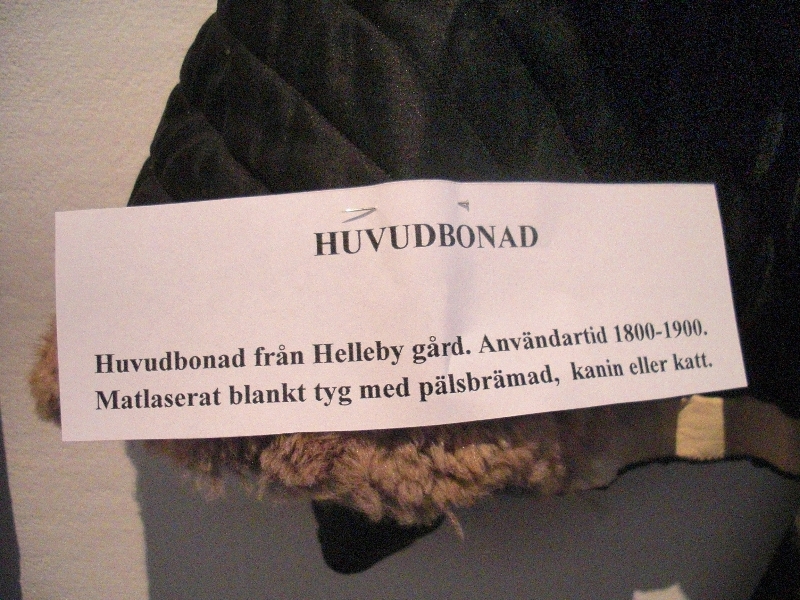 HUVUDBONAD
Huvudbonad från Helleby gård. Användartid 1800-1900.
Matlaserat blankt tyg med pälsbrämad, kanin eller katt.